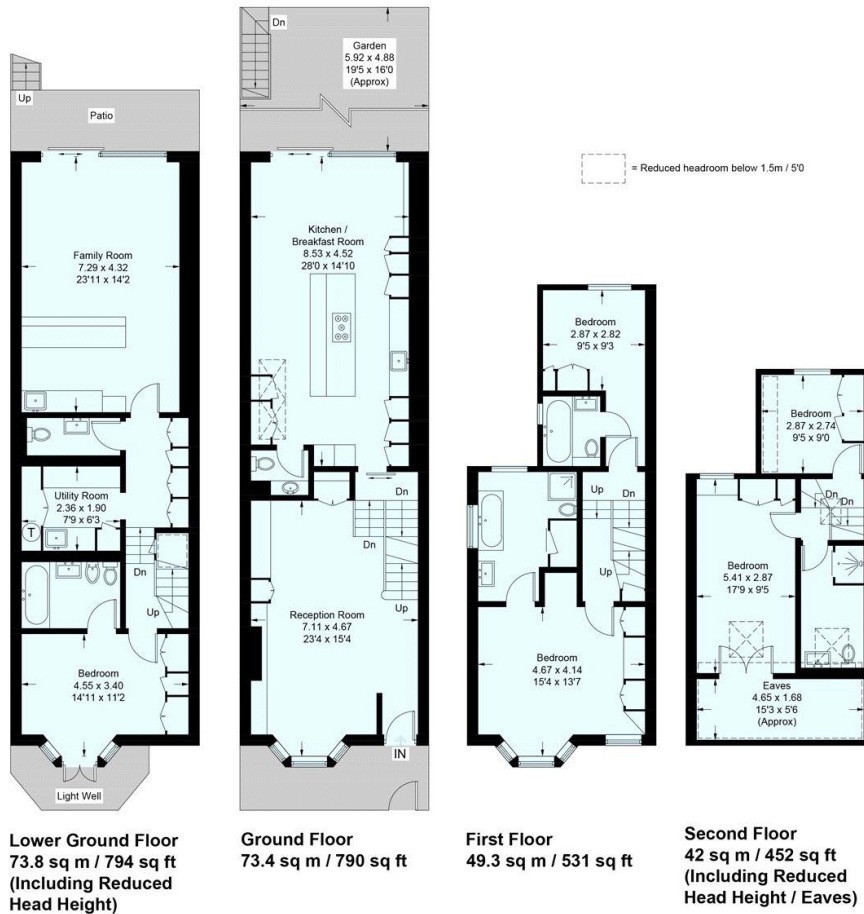 Up
Patio
Family Room
7.29 x 4.32
23'11 x 14'2
Utility Room
2.36 x 1.90
7'9 x 6'3
T
Dn
Up
Bedroom
4.55 x 3.40
14'11 x 11'2
Light Well
Lower Ground Floor
73.8 sq m / 794 sq ft
(Including Reduced
Head Height)
Dn
Garden
5.92 x 4.88
19'5 x 16'0
(Approx)
Kitchen /
Breakfast Room
8.53 x 4.52
28'0 x 14'10
Dn
Dn
Up
Reception Room
7.11 x 4.67
23'4 x 15'4
IN
Ground Floor
73.4 sq m / 790 sq ft
= Reduced headroom below 1.5m / 5'0
Bedroom
2.87 x 2.82
9'5 x 9'3
Up
Dn
Up
Bedroom
4.67 x 4.14
15'4 x 13'7
First Floor
49.3 sq m / 531 sq ft
Bedroom
2.87 x 2.74
9'5 x 9'0
Dn
Dn
Bedroom
5.41 x 2.87
17'9 x 9'5
Eaves
4.65 x 1.68
15'3 x 5'6
(Approx)
Second Floor
42 sq m / 452 sq ft
(Including Reduced
Head Height / Eaves)